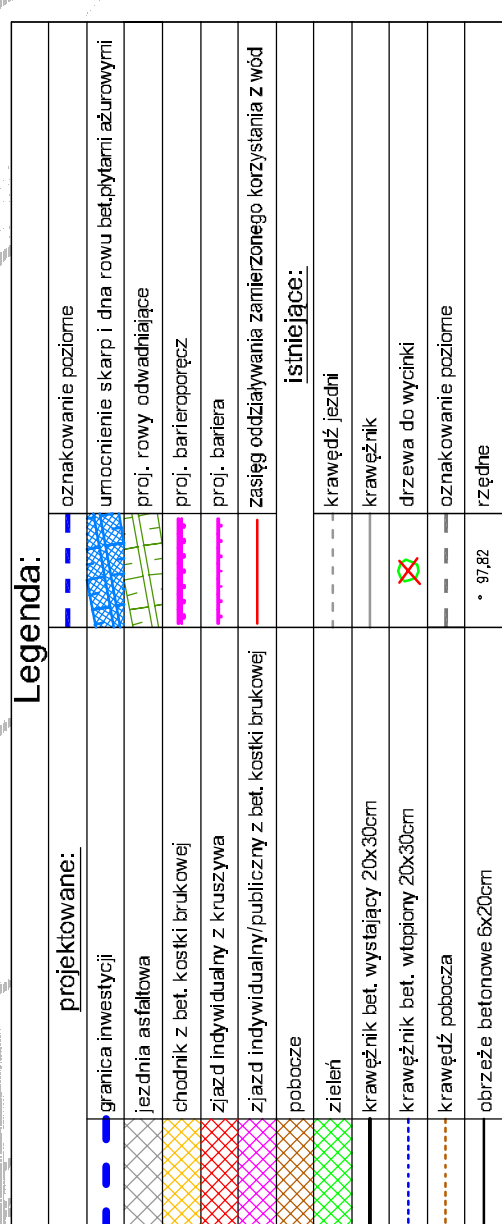 Legenda:
projektowane:
granica inwestycji
jezdnia asfaltowa
chodnik z bet. kostki brukowej
zjazd indywidualny z kruszywa
zjazd indywidualny/publiczny z bet. kostki brukowej
pobocze
zieleń
krawężnik bet. wystający 20x30cm
krawężnik bet. wtopiony 20x30cm
krawędź pobocza
obrzeże betonowe 6x20cm
oznakowanie poziome
umocnienie skarp i dna rowu bet.płytami ażurowymi
proj. rowy odwadniające
proj. barieroporęcz
proj. bariera
zasięg oddziaływania zamierzonego korzystania z wód
istniejące:
krawędź jezdni
krawężnik
drzewa do wycinki
oznakowanie poziome
97,82 rzędne